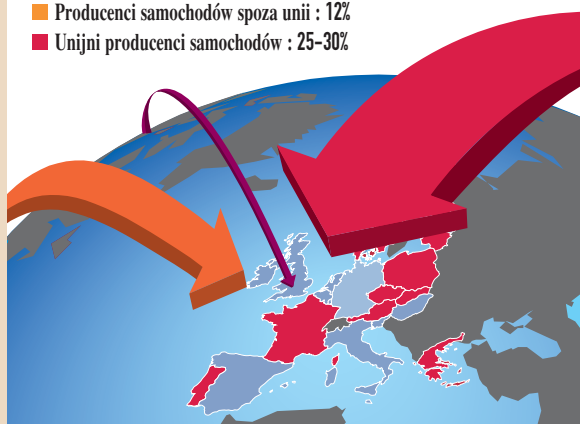 Producenci samochodów spoza unii : 12%
Unijni producenci samochodów : 25–30%